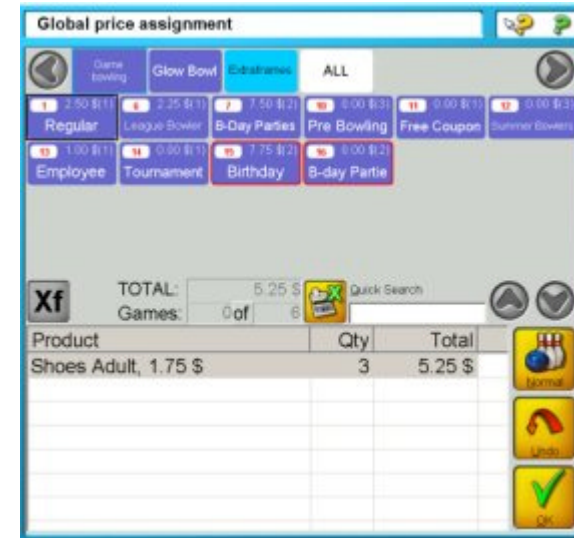 Global price assignment
Game bowling
Glow Bowl
Extraframes
ALL
1 2.50 $(1)
Regular
6 2.25 $(1)
League Bowler
7 7.50 $(2)
B-Day Parties
10 0.00 $(3)
Pre Bowling
11 0.00 $(1)
Free Coupon
12 0.00 $(3)
Summer Bowlers
13 1.00 $(1)
Employee
14 0.00 $(1)
Tournament
15 7.75 $(2)
Birthday
16 0.00 $(2)
B-day Partie
Xf
TOTAL: 5.25 $
Quick Search
Games: 0 of 6
Product Qty Total
Shoes Adult, 1.75 $ 3 5.25 $
Normal
Undo
OK